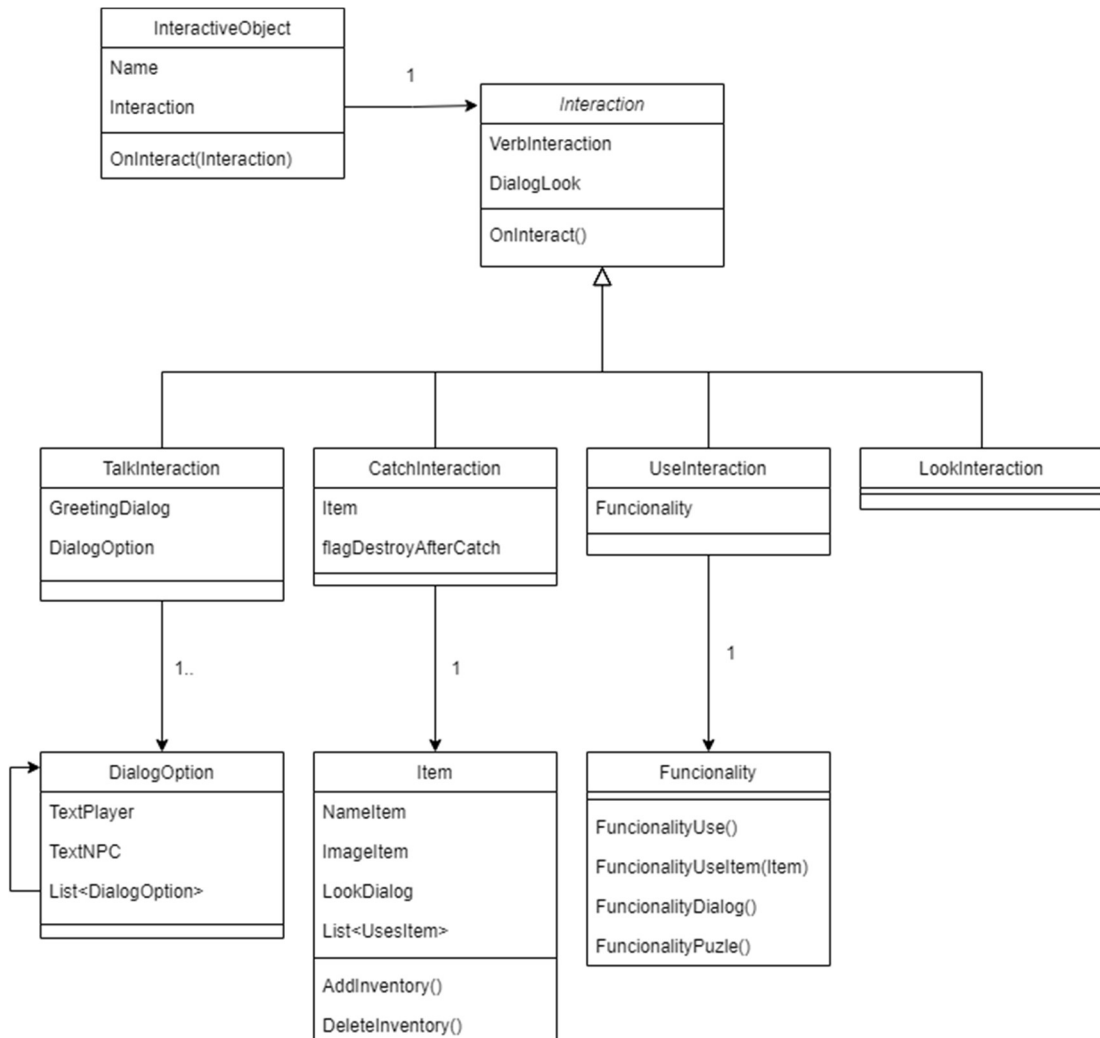 InteractiveObject
Name
Interaction
OnInteract(Interaction)
1
Interaction
VerbInteraction
DialogLook
OnInteract()
TalkInteraction
GreetingDialog
DialogOption
CatchInteraction
Item
flagDestroyAfterCatch
UseInteraction
Funcionality
LookInteraction
1..
1
1
DialogOption
TextPlayer
TextNPC
List<DialogOption>
Item
NameItem
ImageItem
LookDialog
List<UsesItem>
AddInventory()
DeleteInventory()
Funcionality
FuncionalityUse()
FuncionalityUseItem(Item)
FuncionalityDialog()
FuncionalityPuzle()